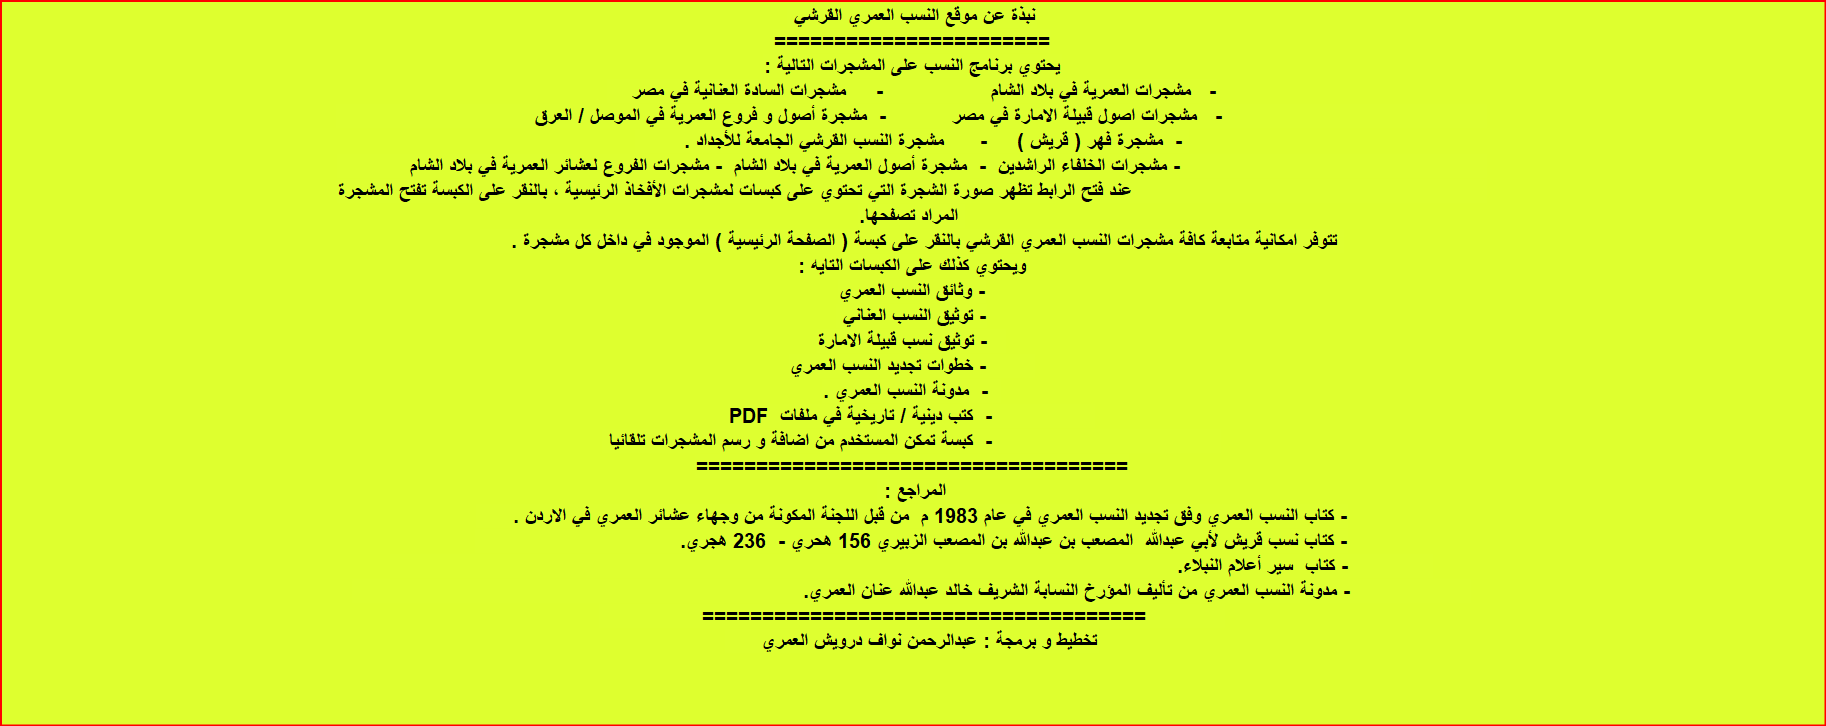 نبذة عن موقع النسب العمري القرشي
=======================
يحتوي برنامج النسب على المشجرات التالية :
- مشجرات العمرية في بلاد الشام - مشجرات السادة العنانية في مصر
- مشجرات اصول قبيلة الامارة في مصر - مشجرة أصول و فروع العمرية في الموصل / العرق
- مشجرة فهر ( قريش ) - مشجرة النسب القرشي الجامعة للأجداد .
- مشجرات الخلفاء الراشدين - مشجرة أصول العمرية في بلاد الشام - مشجرات الفروع لعشائر العمرية في بلاد الشام
عند فتح الرابط تظهر صورة الشجرة التي تحتوي على كبسات لمشجرات الأفخاذ الرئيسية ، بالنقر على الكبسة تفتح المشجرة
المراد تصفحها.
تتوفر امكانية متابعة كافة مشجرات النسب العمري القرشي بالنقر على كبسة ( الصفحة الرئيسية ) الموجود في داخل كل مشجرة .
ويحتوي كذلك على الكبسات التايه :
- وثائق النسب العمري
- توثيق النسب العناني
- توثيق نسب قبيلة الامارة
- خطوات تجديد النسب العمري
- مدونة النسب العمري .
- كتب دينية / تاريخية في ملفات PDF
- كبسة تمكن المستخدم من اضافة و رسم المشجرات تلقائيا
====================================
المراجع :
- كتاب النسب العمري وفق تجديد النسب العمري في عام 1983 م من قبل اللجنة المكونة من وجهاء عشائر العمري في الاردن .
- كتاب نسب قريش لأبي عبدالله المصعب بن عبدالله بن المصعب الزبيري 156 هحري - 236 هجري.
- كتاب سير أعلام النبلاء.
- مدونة النسب العمري من تأليف المؤرخ النسابة الشريف خالد عبدالله عنان العمري.
=====================================
تخطيط و برمجة : عبدالرحمن نواف درويش العمري